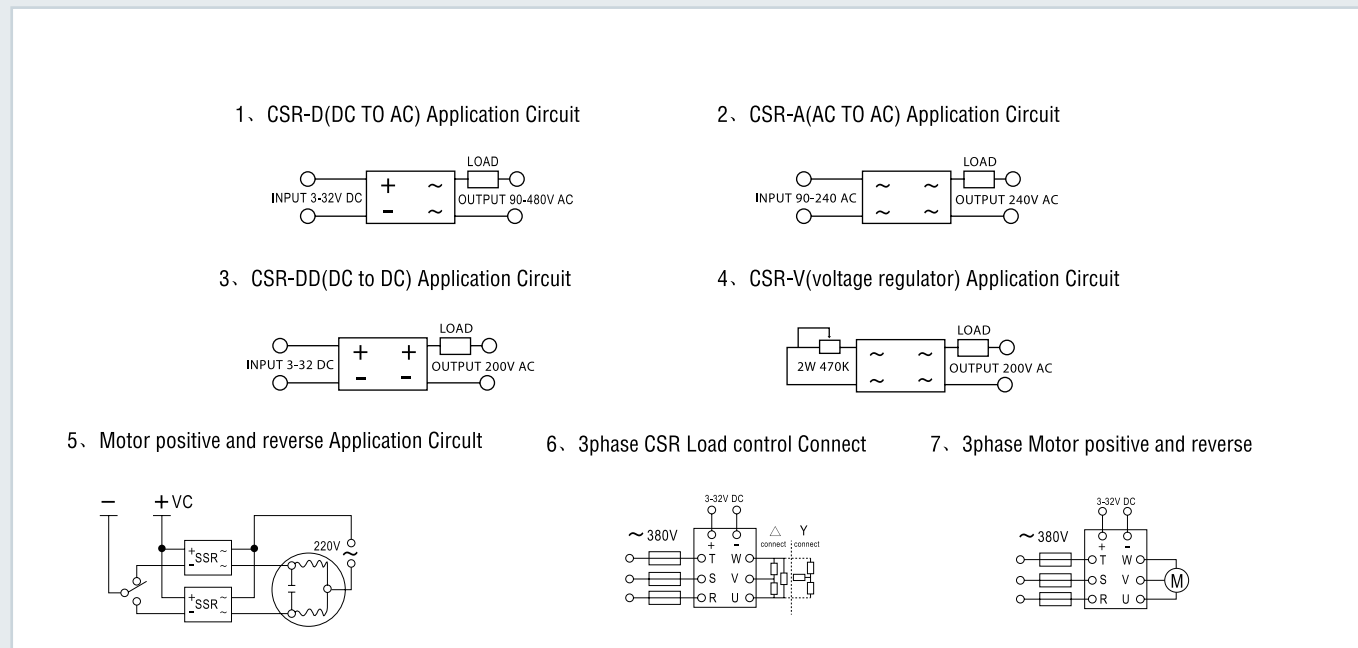 1、CSR-D(DC TO AC) Application Circuit
2、CSR-A(AC TO AC) Application Circuit
LOAD
+ ~
INPUT 3-32V DC
OUTPUT 90-480V AC
- ~
LOAD
~ ~
INPUT 90-240 AC
OUTPUT 240V AC
~ ~
3、CSR-DD(DC to DC) Application Circuit
4、CSR-V(voltage regulator) Application Circuit
LOAD
+ +
INPUT 3-32 DC
OUTPUT 200V AC
- -
LOAD
~ ~
2W 470K
OUTPUT 200V AC
~ ~
5、Motor positive and reverse Application Circult
6、3phase CSR Load control Connect
7、3phase Motor positive and reverse
- +VC
220V ~
+ SSR ~
- ~
+ SSR ~
- ~
3-32V DC
~380V
+ -
△ Y
connect connect
T W
S V
R U
3-32V DC
~380V
+ -
T W
S V M
R U